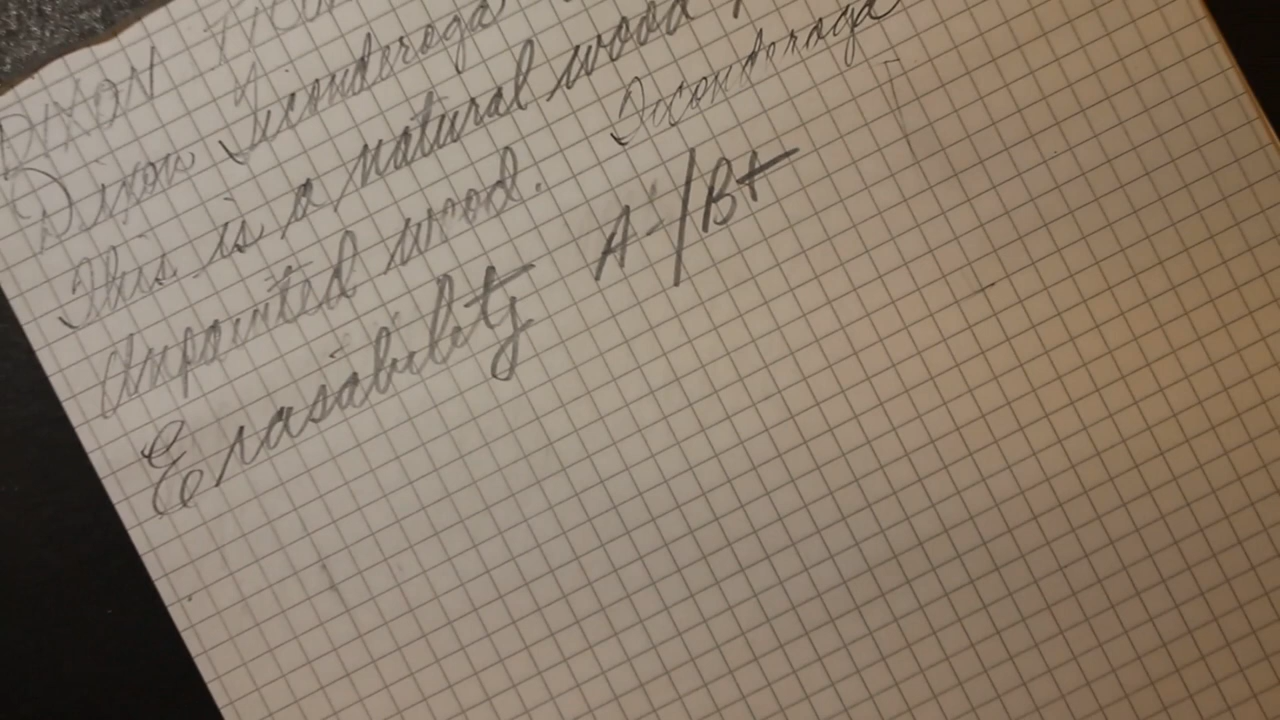 DIXON
Dixon Ticonderoga
This is a natural wood
Ticonderoga
unpainted wood.
Erasability A-/B+